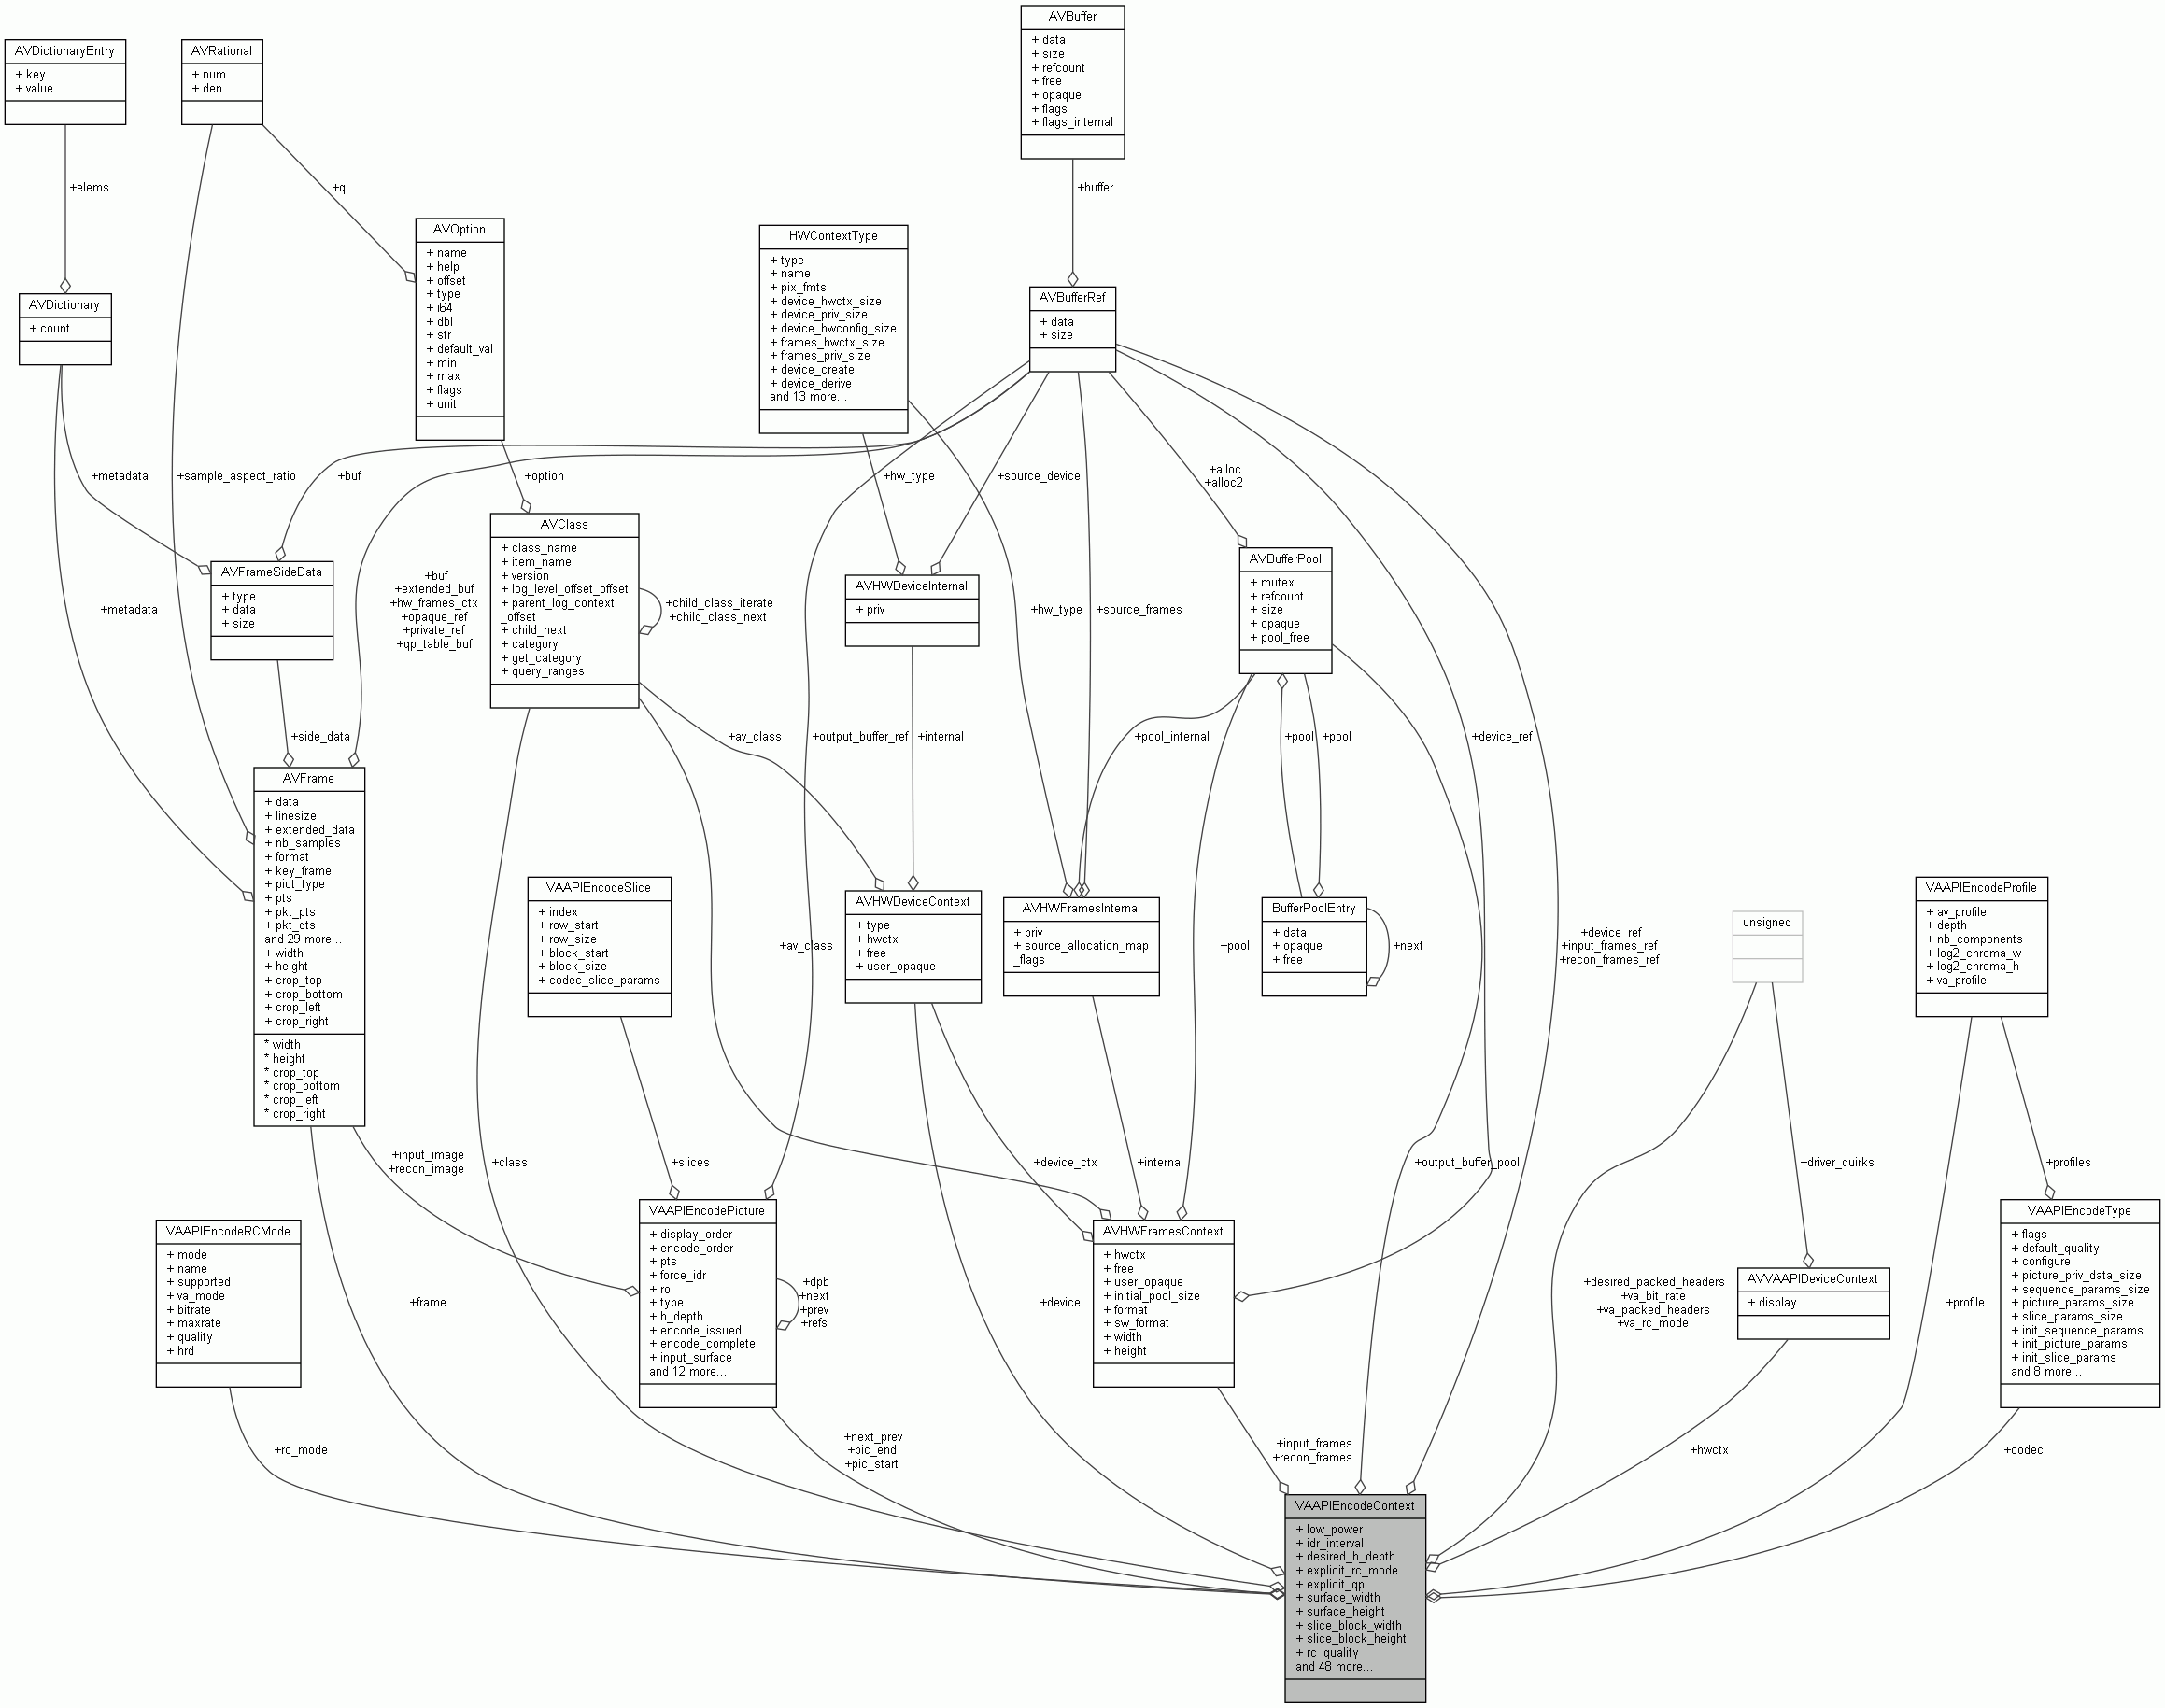 AVBuffer
+ data
+ size
+ refcount
+ free
+ opaque
+ flags
+ flags_internal
AVDictionaryEntry
+ key
+ value
AVRational
+ num
+ den
+elems
+q
+buffer
AVOption
+ name
+ help
+ offset
+ type
+ i64
+ dbl
+ str
+ default_val
+ min
+ max
+ flags
+ unit
HWContextType
+ type
+ name
+ pix_fmts
+ device_hwctx_size
+ device_priv_size
+ device_hwconfig_size
+ frames_hwctx_size
+ frames_priv_size
+ device_create
+ device_derive
and 13 more...
AVBufferRef
+ data
+ size
AVDictionary
+ count
+metadata
+sample_aspect_ratio
+buf
+option
+hw_type
+source_device
+alloc
+alloc2
AVClass
+ class_name
+ item_name
+ version
+ log_level_offset_offset
+ parent_log_context
_offset
+ child_next
+ category
+ get_category
+ query_ranges
+child_class_iterate
+child_class_next
AVFrameSideData
+ type
+ data
+ size
+buf
+extended_buf
+hw_frames_ctx
+opaque_ref
+private_ref
+qp_table_buf
AVHWDeviceInternal
+ priv
AVBufferPool
+ mutex
+ refcount
+ size
+ opaque
+ pool_free
+metadata
+hw_type
+source_frames
+side_data
+av_class
+output_buffer_ref
+internal
+pool_internal
+pool
+pool
+device_ref
AVFrame
+ data
+ linesize
+ extended_data
+ nb_samples
+ format
+ key_frame
+ pict_type
+ pts
+ pkt_pts
+ pkt_dts
and 29 more...
+ width
+ height
+ crop_top
+ crop_bottom
+ crop_left
+ crop_right
* width
* height
* crop_top
* crop_bottom
* crop_left
* crop_right
VAAPIEncodeSlice
+ index
+ row_start
+ row_size
+ block_start
+ block_size
+ codec_slice_params
+av_class
AVHWDeviceContext
+ type
+ hwctx
+ free
+ user_opaque
AVHWFramesInternal
+ priv
+ source_allocation_map
_flags
+pool
BufferPoolEntry
+ data
+ opaque
+ free
+next
+device_ref
+input_frames_ref
+recon_frames_ref
unsigned
VAAPIEncodeProfile
+ av_profile
+ depth
+ nb_components
+ log2_chroma_w
+ log2_chroma_h
+ va_profile
+input_image
+recon_image
+class
+slices
+device_ctx
+internal
+output_buffer_pool
+driver_quirks
+profiles
VAAPIEncodeRCMode
+ mode
+ name
+ supported
+ va_mode
+ bitrate
+ maxrate
+ quality
+ hrd
+frame
VAAPIEncodePicture
+ display_order
+ encode_order
+ pts
+ force_idr
+ roi
+ type
+ b_depth
+ encode_issued
+ encode_complete
+ input_surface
and 12 more...
+dpb
+next
+prev
+refs
+device
AVHWFramesContext
+ hwctx
+ free
+ user_opaque
+ initial_pool_size
+ format
+ sw_format
+ width
+ height
+desired_packed_headers
+va_bit_rate
+va_packed_headers
+va_rc_mode
AVVAAPIDeviceContext
+ display
+profile
VAAPIEncodeType
+ flags
+ default_quality
+ configure
+ picture_priv_data_size
+ sequence_params_size
+ picture_params_size
+ slice_params_size
+ init_sequence_params
+ init_picture_params
+ init_slice_params
and 8 more...
+rc_mode
+next_prev
+pic_end
+pic_start
+input_frames
+recon_frames
+hwctx
+codec
VAAPIEncodeContext
+ low_power
+ idr_interval
+ desired_b_depth
+ explicit_rc_mode
+ explicit_qp
+ surface_width
+ surface_height
+ slice_block_width
+ slice_block_height
+ rc_quality
and 48 more...